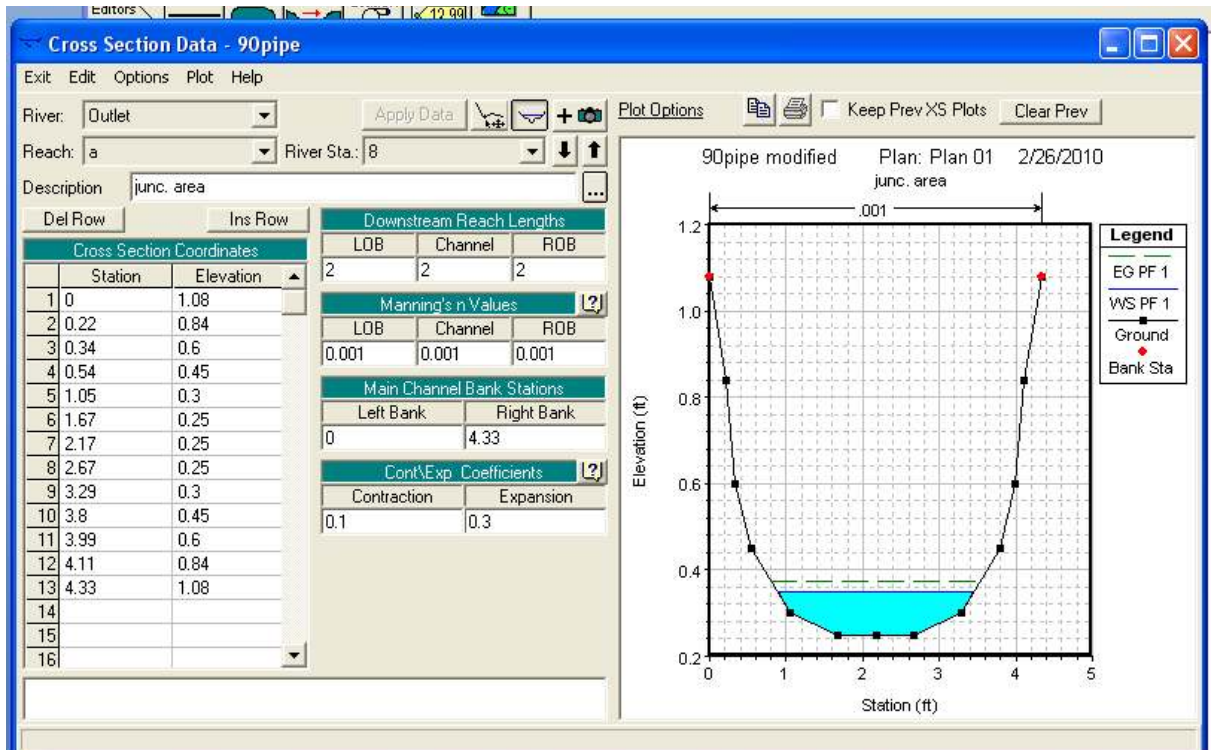 Editors
12.99
Cross Section Data - 90pipe
Exit Edit Options Plot Help
River: Outlet
Apply Data
Plot Options
Keep Prev XS Plots
Clear Prev
Reach: a
River Sta.: 8
Description junc. area
...
Del Row
Ins Row
Cross Section Coordinates
Station Elevation
1 0 1.08
2 0.22 0.84
3 0.34 0.6
4 0.54 0.45
5 1.05 0.3
6 1.67 0.25
7 2.17 0.25
8 2.67 0.25
9 3.29 0.3
10 3.8 0.45
11 3.99 0.6
12 4.11 0.84
13 4.33 1.08
14
15
16
Downstream Reach Lengths
LOB Channel ROB
2 2 2
Manning's n Values
LOB Channel ROB
0.001 0.001 0.001
Main Channel Bank Stations
Left Bank Right Bank
0 4.33
Cont\Exp Coefficients
Contraction Expansion
0.1 0.3
90pipe modified Plan: Plan 01 2/26/2010
junc. area
.001
1.2
1.0
0.8
0.6
0.4
0.2
Elevation (ft)
0 1 2 3 4 5
Station (ft)
Legend
EG PF 1
WS PF 1
Ground
Bank Sta